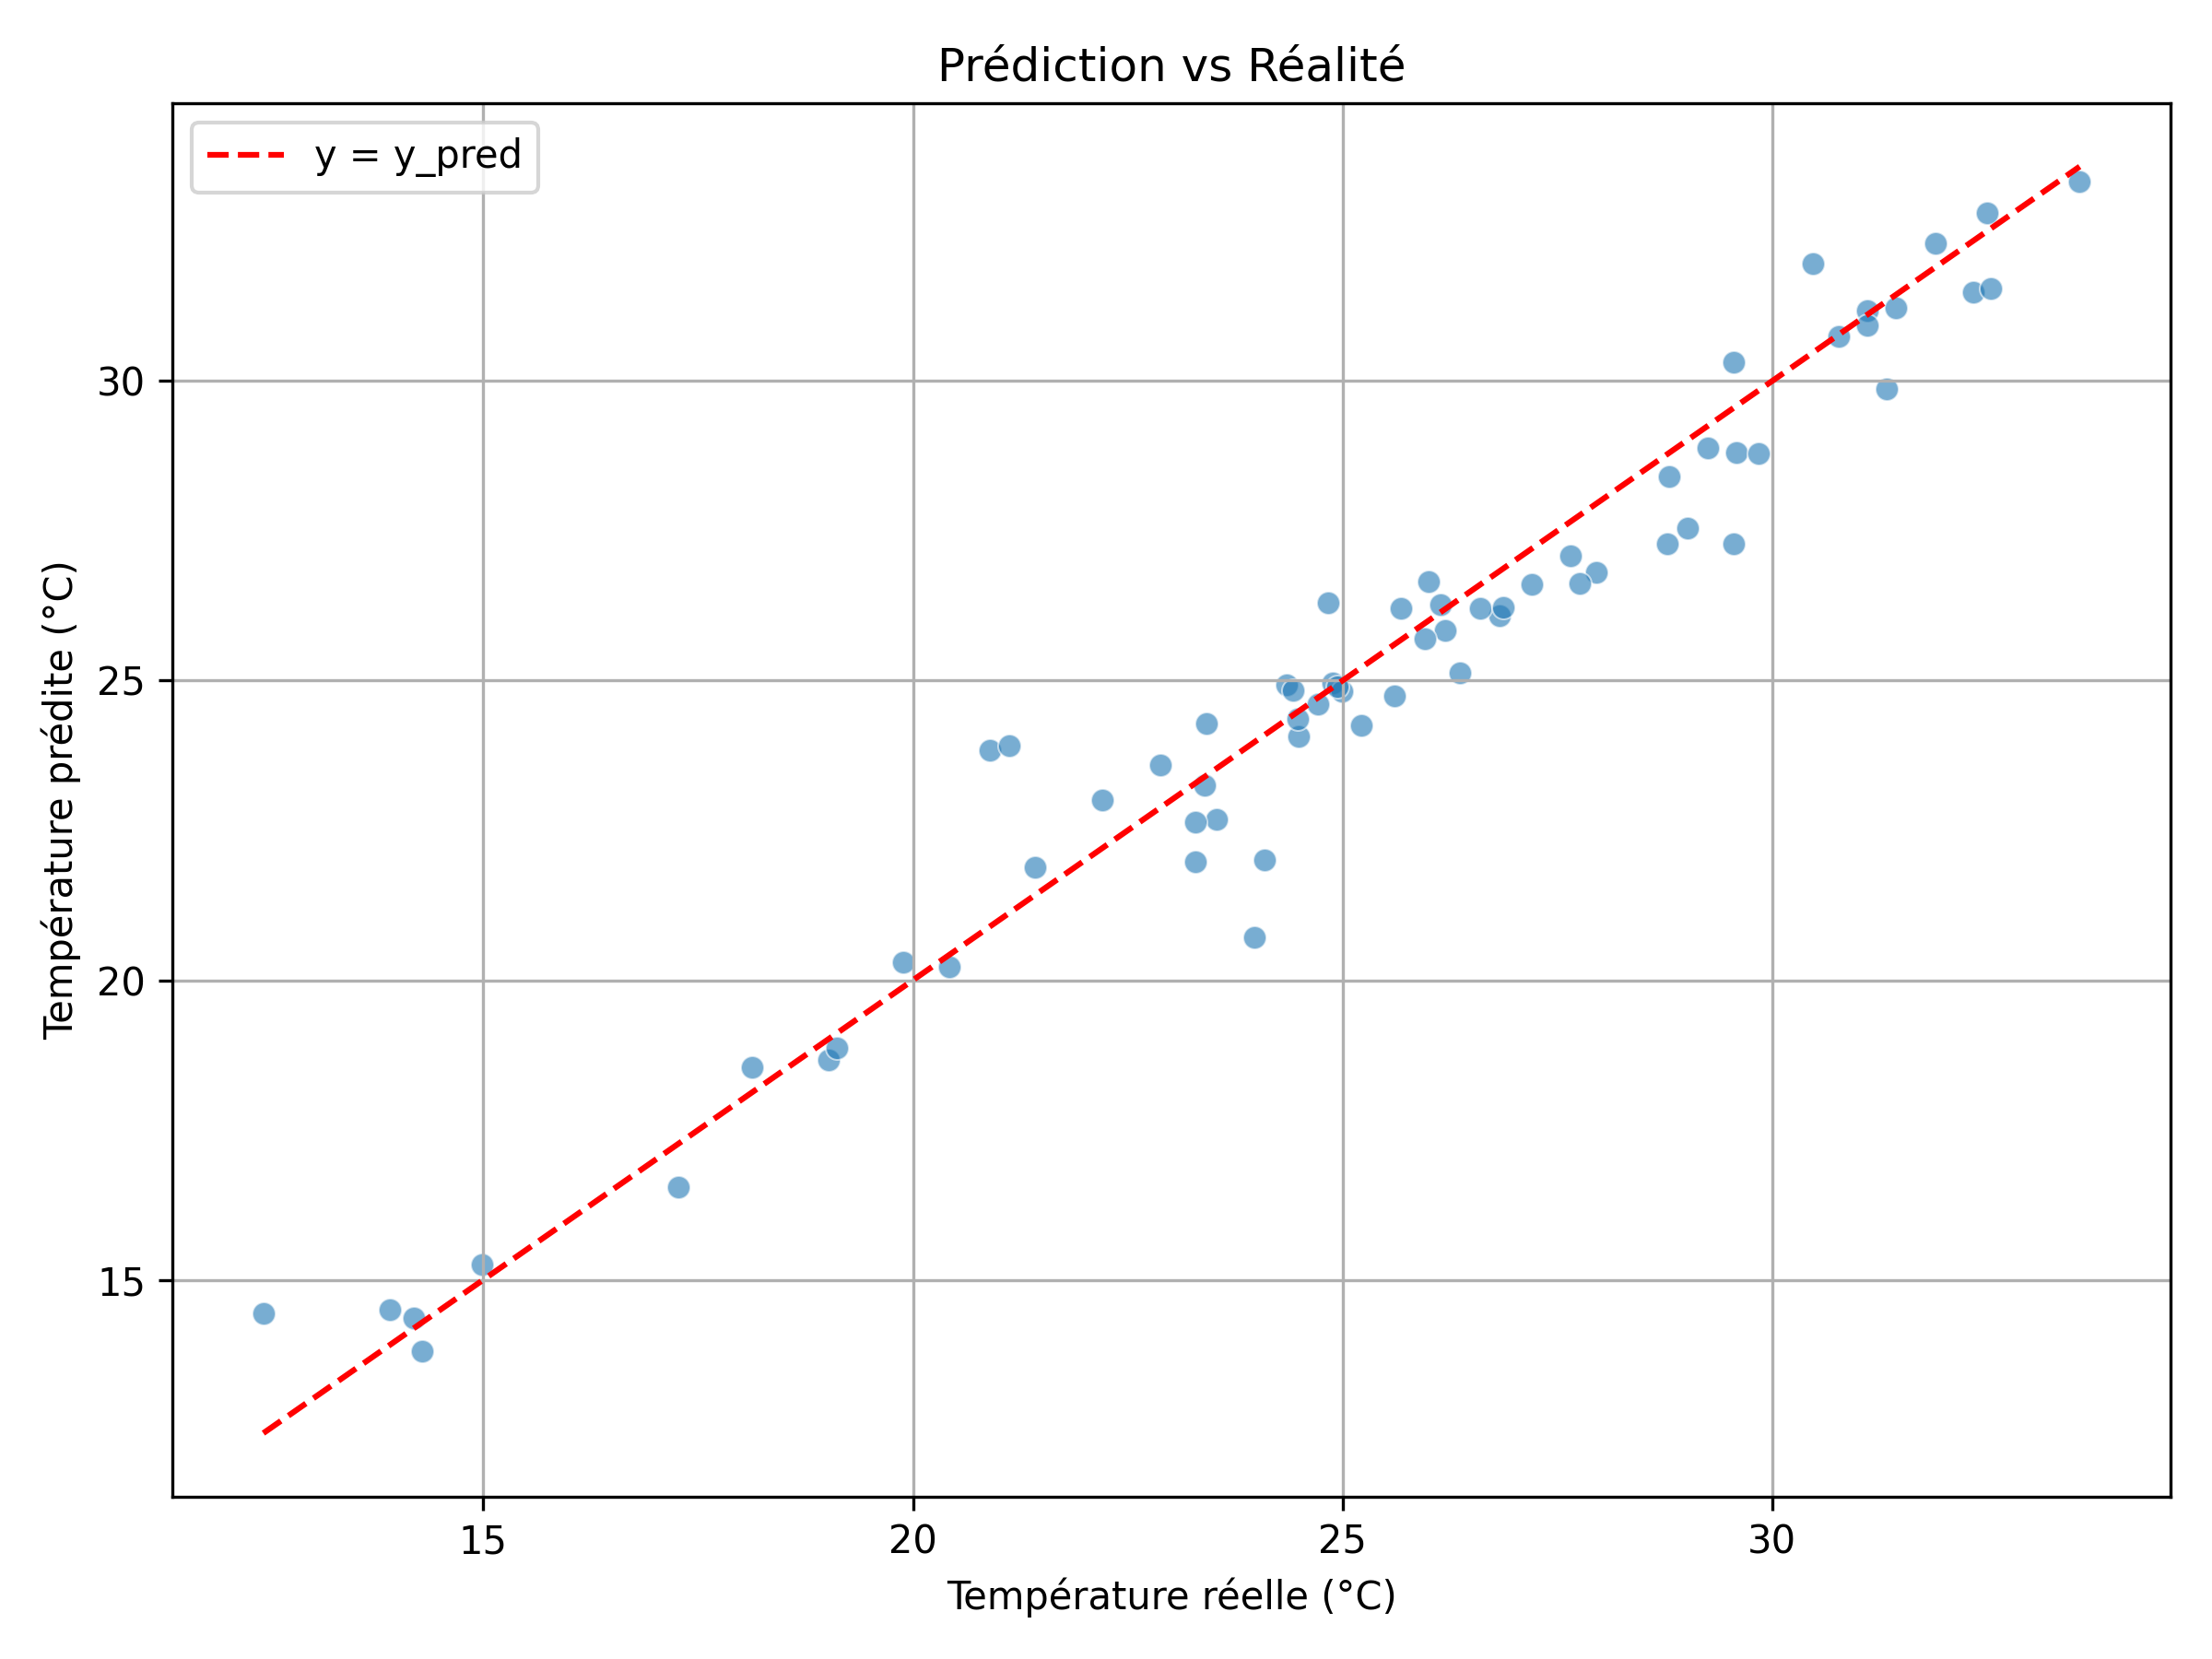 Prédiction vs Réalité
y = y_pred
Température prédite (°C)
30
25
20
15
15
20
25
30
Température réelle (°C)